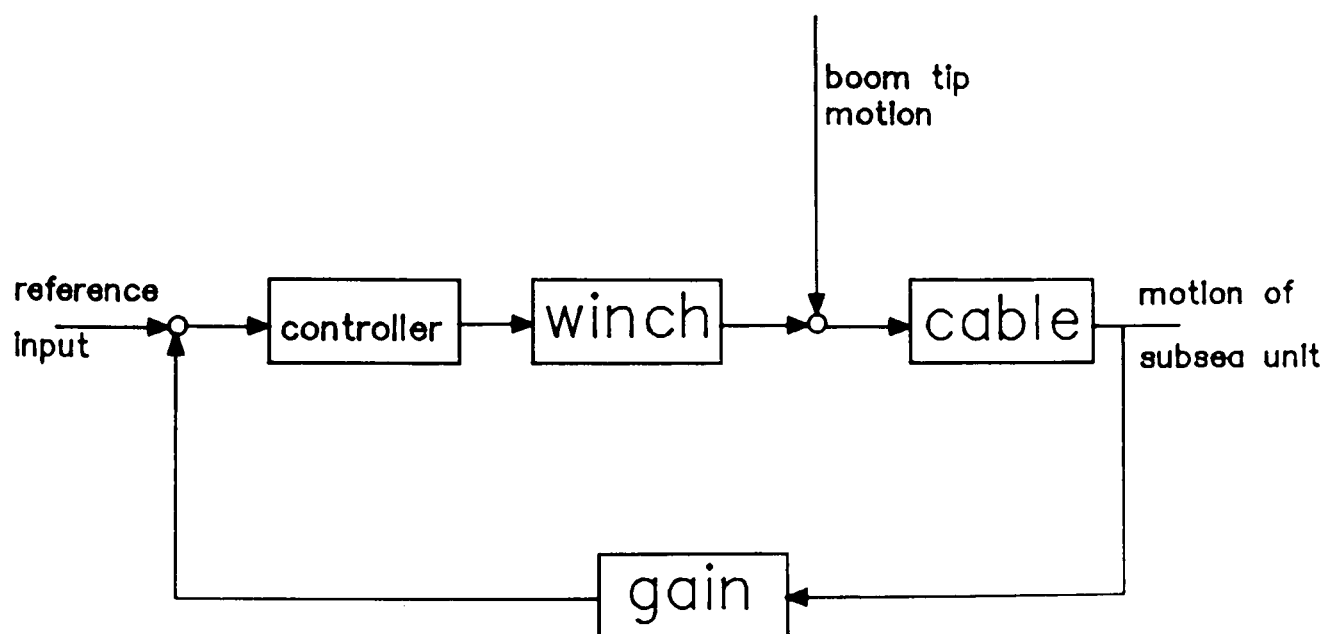 boom tip
motion
reference
input
controller
winch
cable
motion of
subsea unit
gain